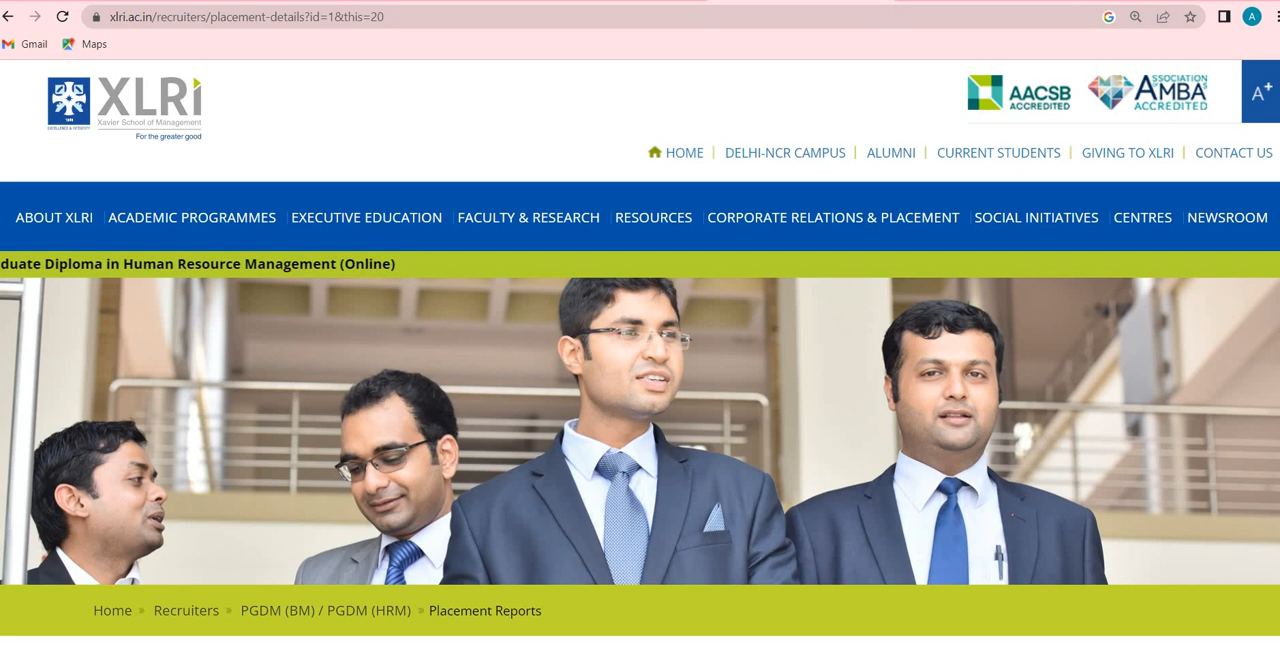 xlri.ac.in/recruiters/placement-details?id=1&this=20
A
Gmail Maps
XLRi
Xavier School of Management
EXCELLENCE & INTEGRITY
For the greater good
AACSB
ACCREDITED
ASSOCIATION
AMBA'S
ACCREDITED
A+
HOME | DELHI-NCR CAMPUS | ALUMNI | CURRENT STUDENTS | GIVING TO XLRI | CONTACT US
ABOUT XLRI ACADEMIC PROGRAMMES EXECUTIVE EDUCATION FACULTY & RESEARCH RESOURCES CORPORATE RELATIONS & PLACEMENT SOCIAL INITIATIVES CENTRES NEWSROOM
duate Diploma in Human Resource Management (Online)
Home » Recruiters » PGDM (BM) / PGDM (HRM) » Placement Reports